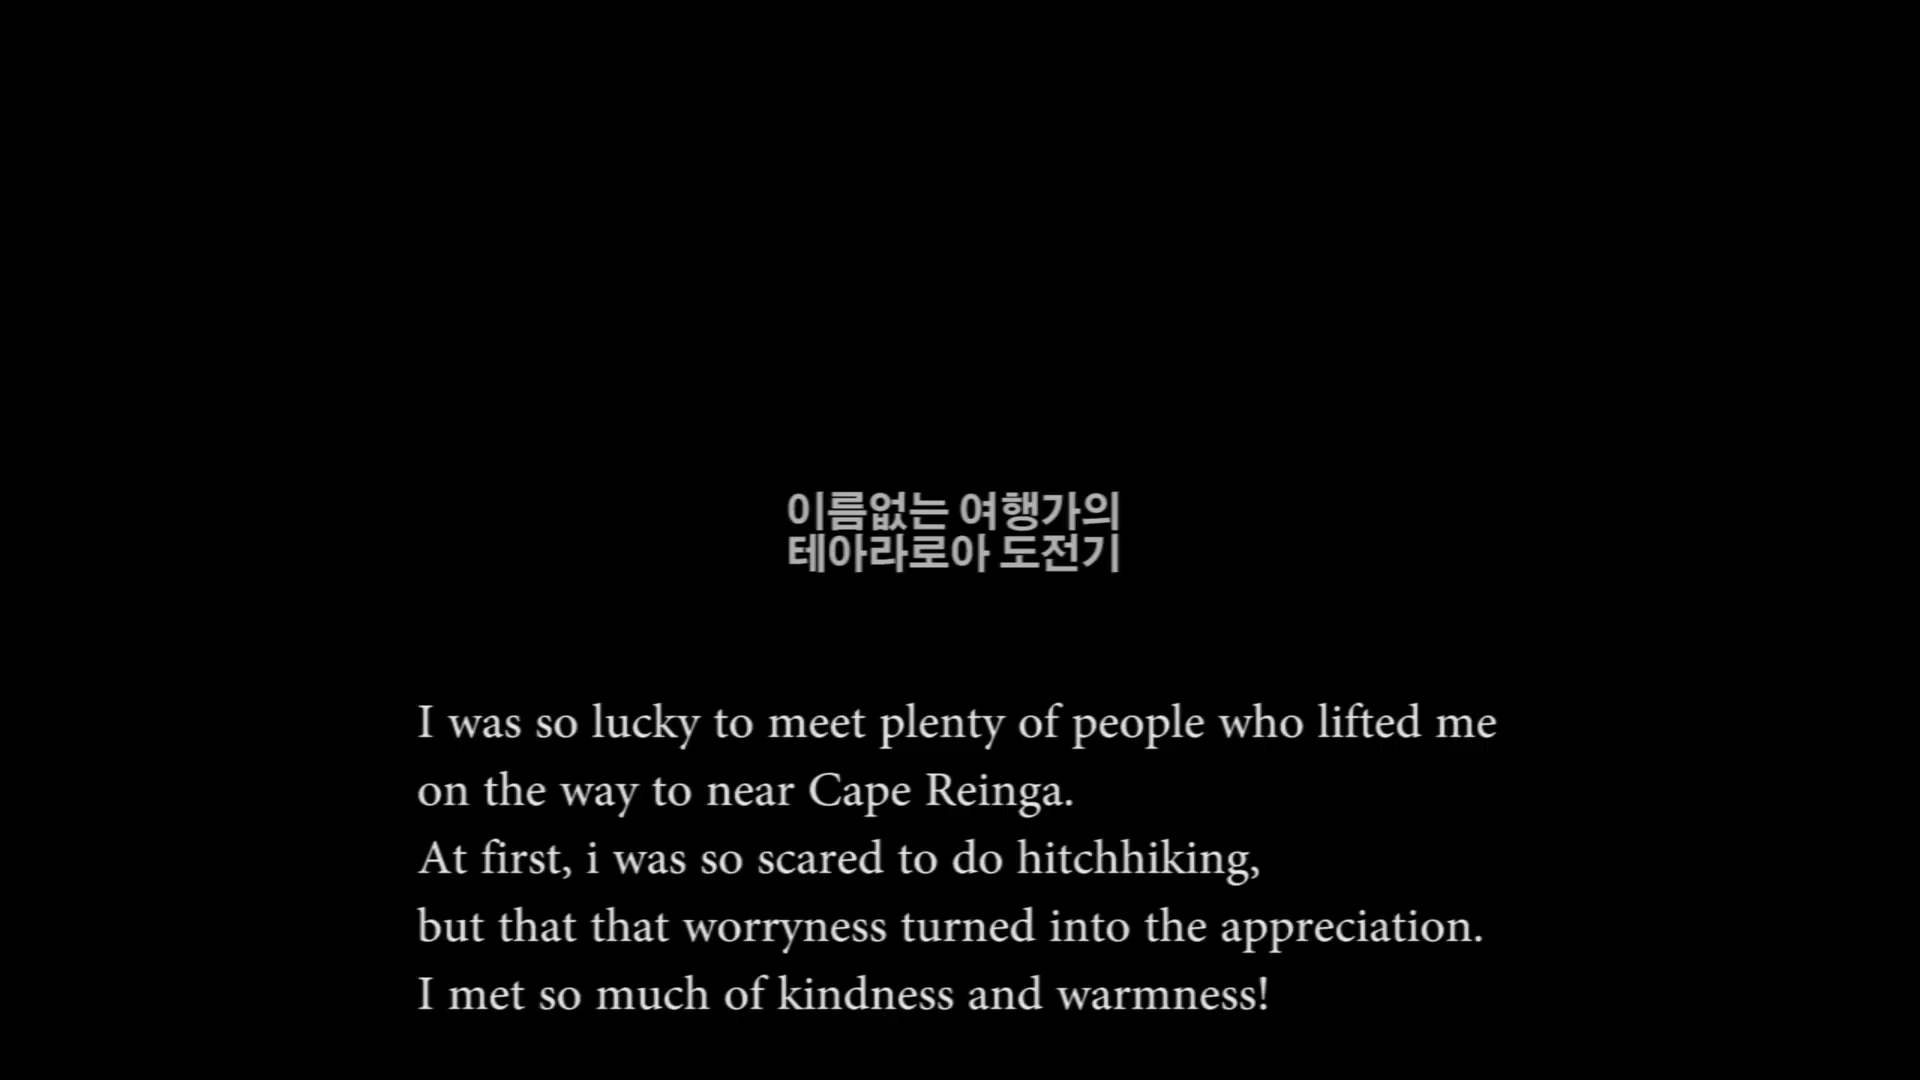 이름없는 여행가의
테아라로아 도전기
I was so lucky to meet plenty of people who lifted me
on the way to near Cape Reinga.
At first, i was so scared to do hitchhiking,
but that that worryness turned into the appreciation.
I met so much of kindness and warmness!